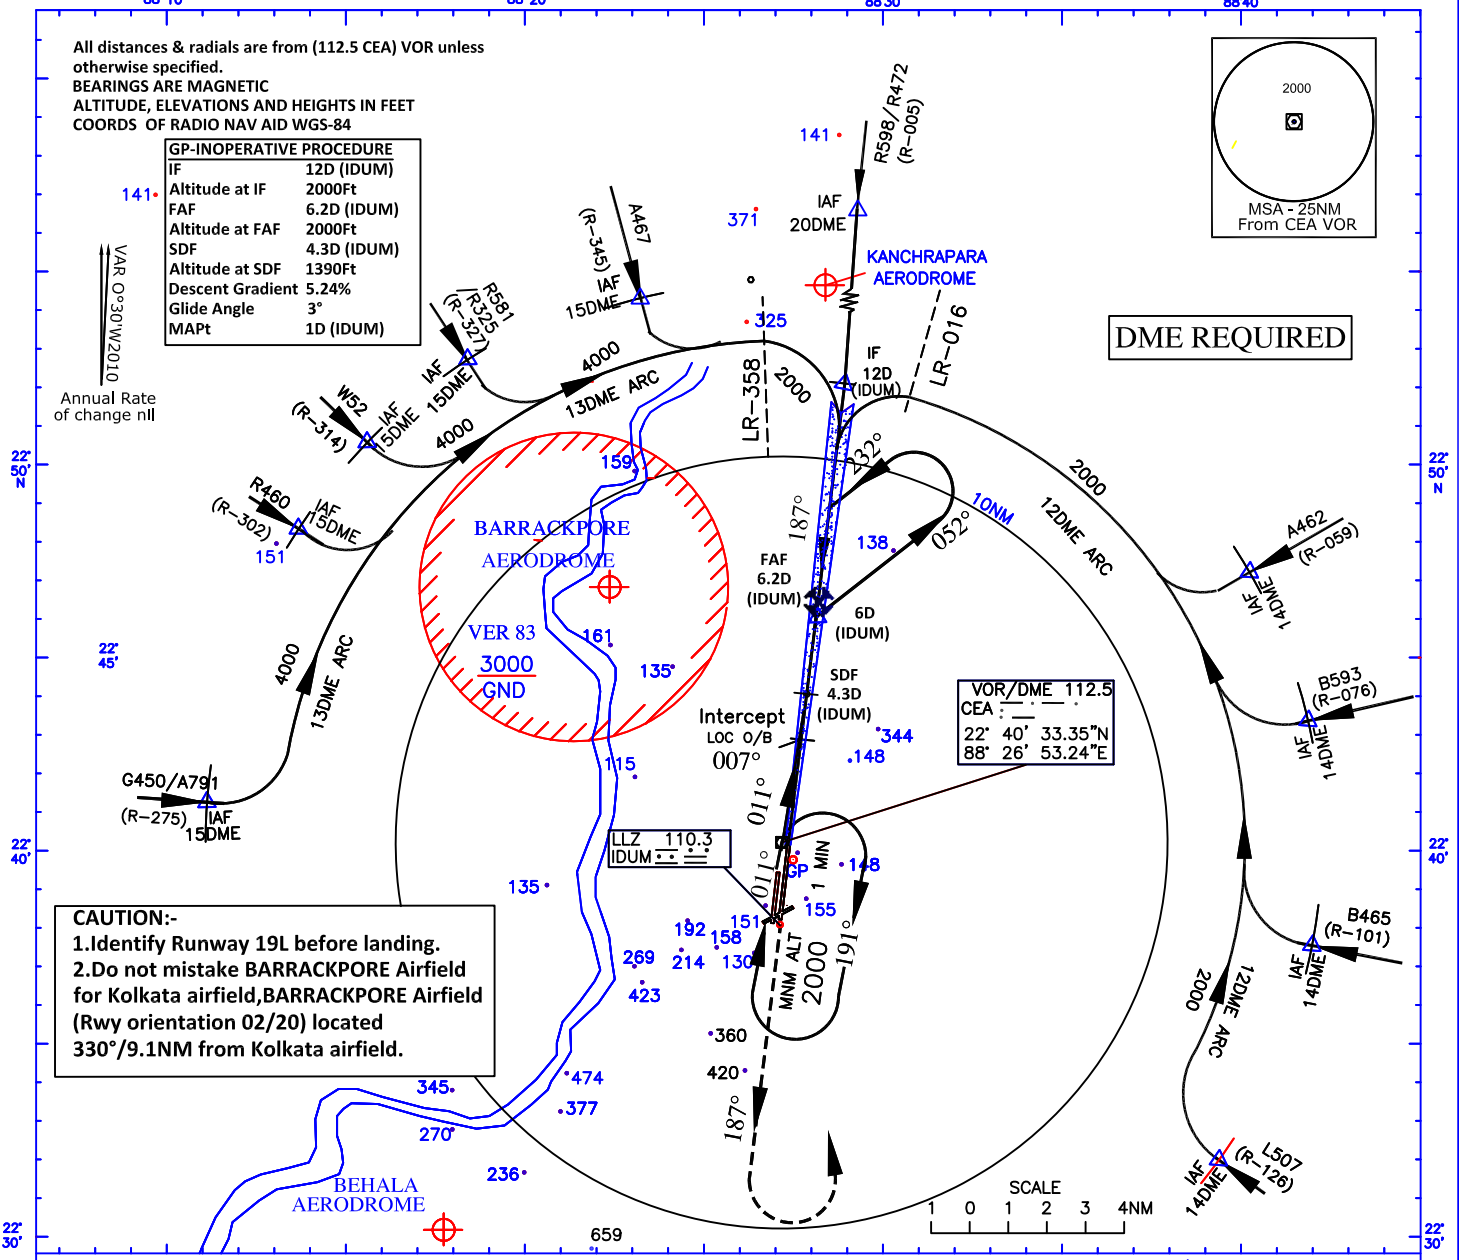 88°10'
88°20'
88°30'
88°40'
All distances & radials are from (112.5 CEA) VOR unless
otherwise specified.
BEARINGS ARE MAGNETIC
ALTITUDE, ELEVATIONS AND HEIGHTS IN FEET
COORDS OF RADIO NAV AID WGS-84
GP-INOPERATIVE PROCEDURE
IF 12D (IDUM)
Altitude at IF 2000Ft
FAF 6.2D (IDUM)
Altitude at FAF 2000Ft
SDF 4.3D (IDUM)
Altitude at SDF 1390Ft
Descent Gradient 5.24%
Glide Angle 3°
MAPt 1D (IDUM)
141
VAR 0°30'W2010
Annual Rate
of change nil
2000
MSA - 25NM
From CEA VOR
DME REQUIRED
141
R598/R472
(R-005)
IAF
20DME
371
KANCHRAPARA
AERODROME
325
A467
(R-345)
IAF
15DME
R581
/R325
(R-327)
IAF
15DME
W52
(R-314)
IAF
15DME
R460
(R-302)
IAF
15DME
151
4000
13DME ARC
4000
LR-358
2000
IF
12D
(IDUM)
LR-016
22°
50'
N
22°
50'
N
159
232°
187°
10NM
052°
2000
12DME ARC
A462
(R-059)
IAF
14DME
BARRACKPORE
AERODROME
138
FAF
6.2D
(IDUM)
6D
(IDUM)
VER 83
3000
GND
161
135
22°
45'
4000
13DME ARC
SDF
4.3D
(IDUM)
B593
(R-076)
IAF
14DME
Intercept
LOC O/B
007°
344
148
VOR/DME 112.5
CEA
22° 40' 33.35"N
88° 26' 53.24"E
115
G450/A791
(R-275)
IAF
15DME
011°
22°
40'
22°
40'
LLZ 110.3
IDUM
011°
GP
1 MIN
148
135
155
151
192
158
214
130
269
423
MNM ALT
2000
191°
B465
(R-101)
IAF
14DME
2000
12DME ARC
CAUTION:-
1.Identify Runway 19L before landing.
2.Do not mistake BARRACKPORE Airfield
for Kolkata airfield,BARRACKPORE Airfield
(Rwy orientation 02/20) located
330°/9.1NM from Kolkata airfield.
360
420
474
345
377
187°
270
236
L507
(R-126)
IAF
14DME
BEHALA
AERODROME
659
SCALE
1 0 1 2 3 4NM
22°
30'
22°
30'